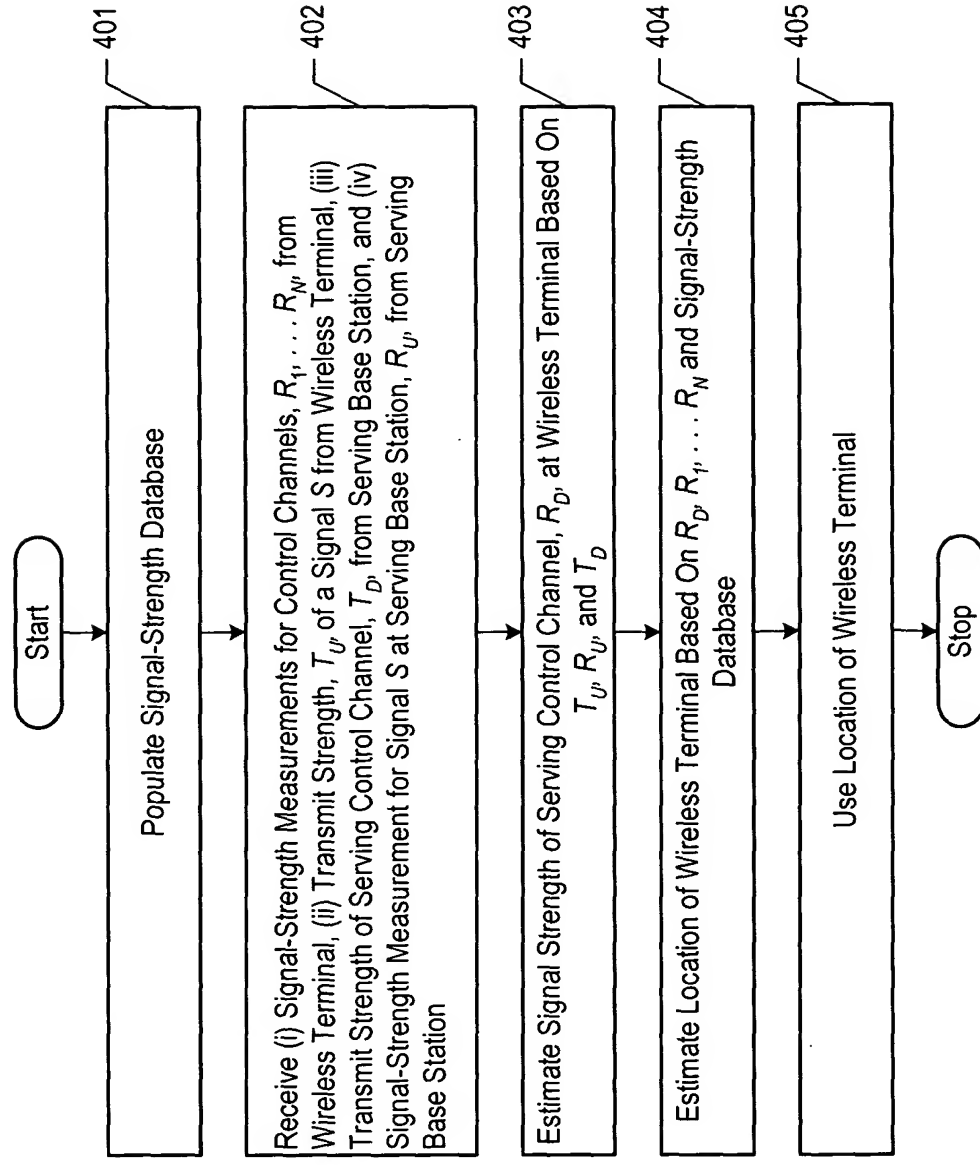 Start
401
Populate Signal-Strength Database
402
Receive (i) Signal-Strength Measurements for Control Channels, R1, . . . RN, from
Wireless Terminal, (ii) Transmit Strength, TU, of a Signal S from Wireless Terminal, (iii)
Transmit Strength of Serving Control Channel, TD, from Serving Base Station, and (iv)
Signal-Strength Measurement for Signal S at Serving Base Station, RU, from Serving
Base Station
403
Estimate Signal Strength of Serving Control Channel, RD, at Wireless Terminal Based On
TU, RU, and TD
404
Estimate Location of Wireless Terminal Based On RD, R1, . . . RN and Signal-Strength
Database
405
Use Location of Wireless Terminal
Stop